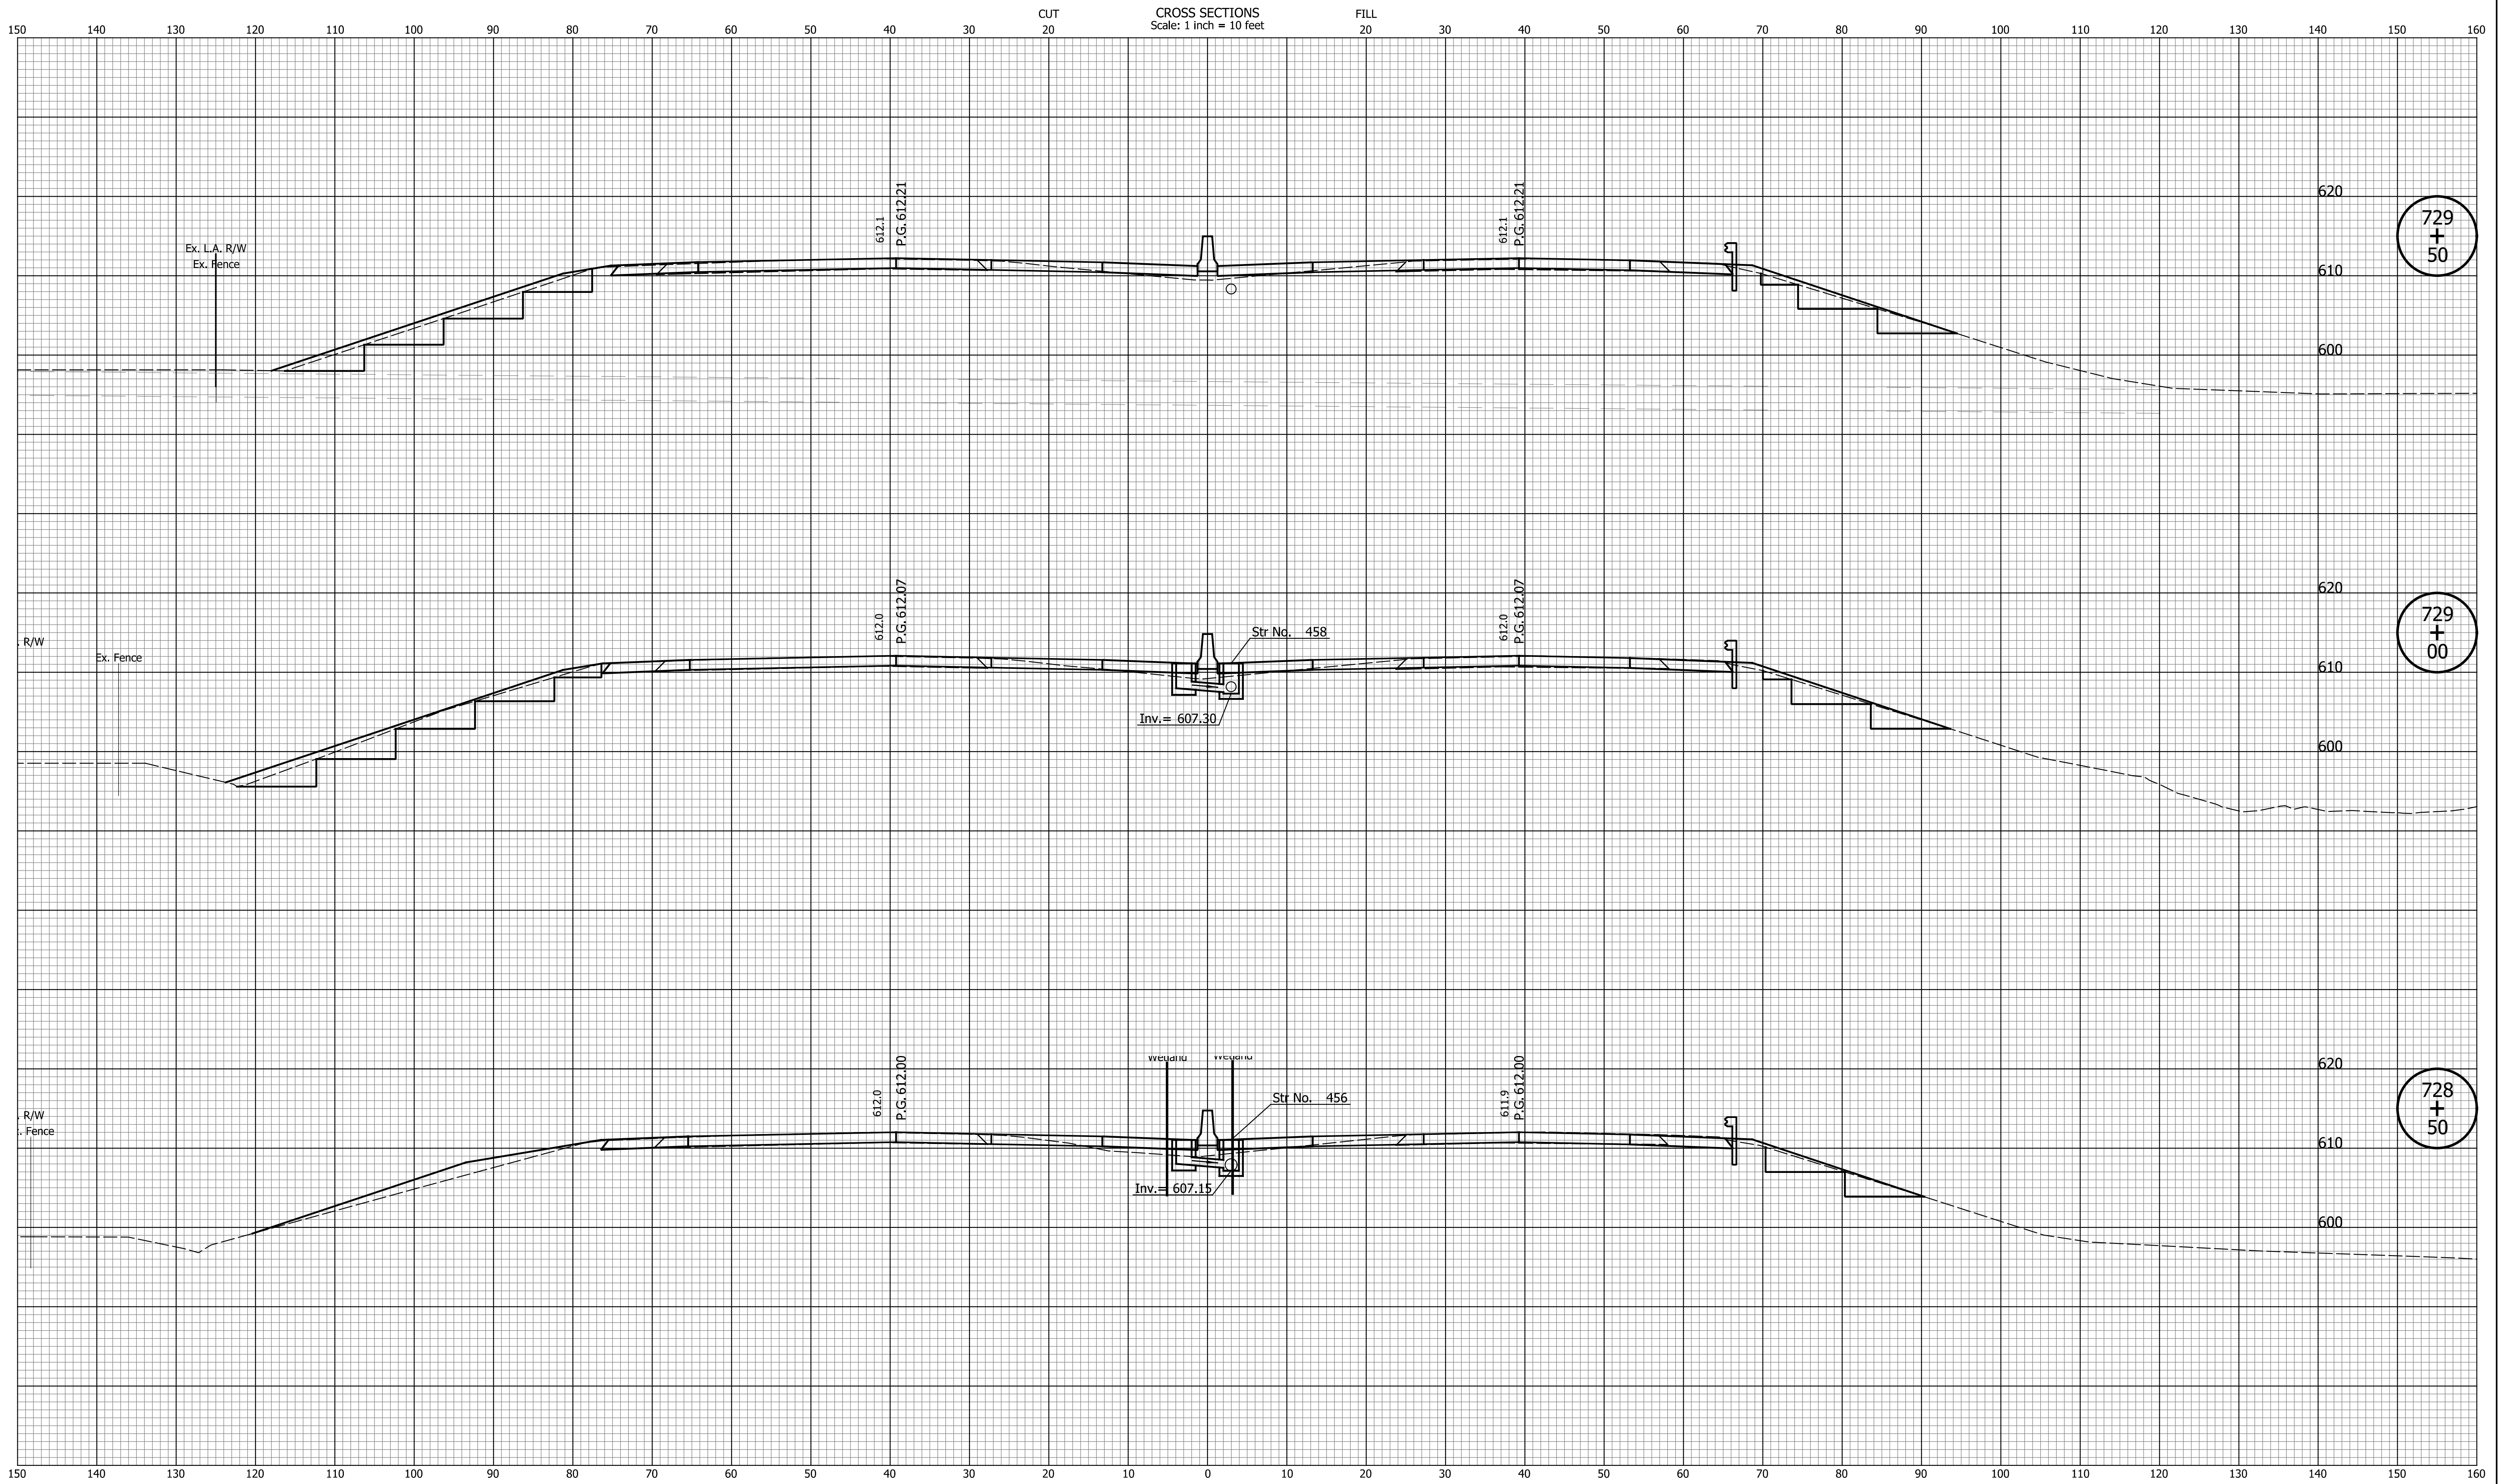 CUT CROSS SECTIONS FILL
Scale: 1 inch = 10 feet
150 140 130 120 110 100 90 80 70 60 50 40 30 20 10 0 10 20 30 40 50 60 70 80 90 100 110 120 130 140 150 160
612.1
P.G. 612.21
612.1
P.G. 612.21
620
729
+
50
Ex. L.A. R/W
Ex. Fence
610
600
612.0
P.G. 612.07
612.0
P.G. 612.07
620
729
+
00
Str No. 458
. R/W
Ex. Fence
610
Inv.= 607.30
600
612.0
P.G. 612.00
Wetland
Wetland
611.9
P.G. 612.00
620
728
+
50
Str No. 456
. R/W
. Fence
610
Inv.= 607.15
600
150 140 130 120 110 100 90 80 70 60 50 40 30 20 10 0 10 20 30 40 50 60 70 80 90 100 110 120 130 140 150 160